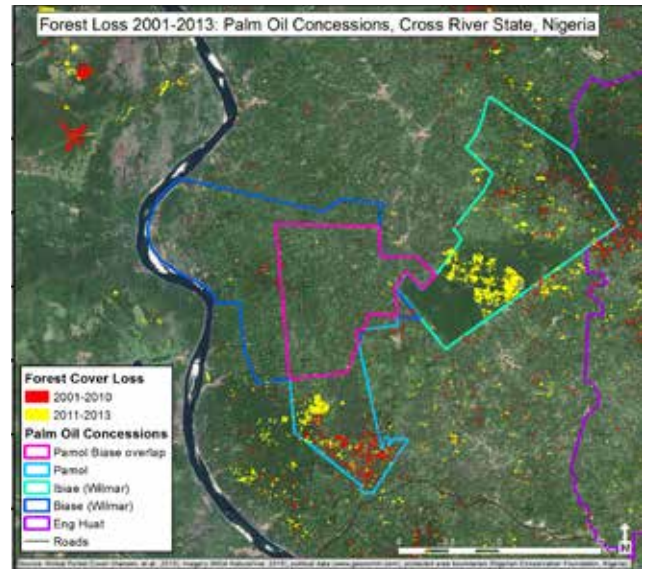 Forest Loss 2001-2013: Palm Oil Concessions, Cross River State, Nigeria
Forest Cover Loss
2001-2010
2011-2013
Palm Oil Concessions
Pamol Biase overlap
Pamol
Ibiae (Wilmar)
Biase (Wilmar)
Eng Huat
Roads
N